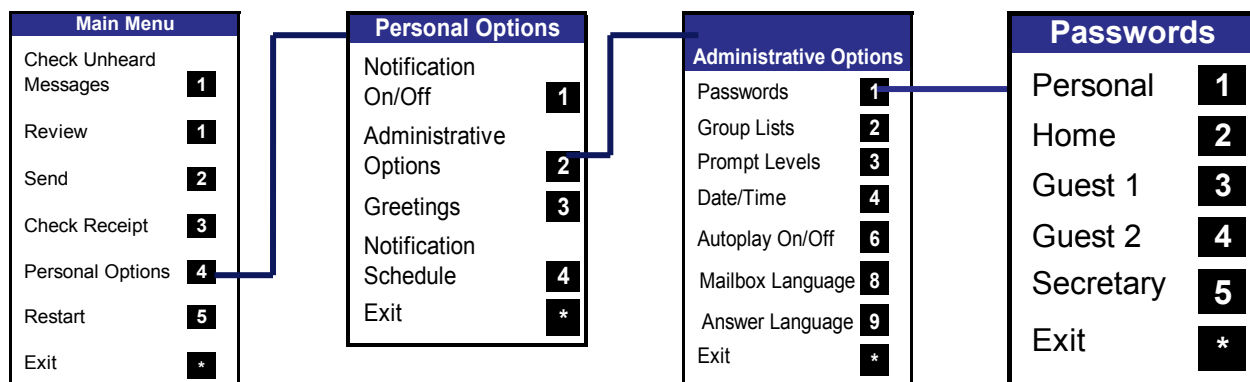 Main Menu
Check Unheard
Messages 1
Review 1
Send 2
Check Receipt 3
Personal Options 4
Restart 5
Exit *
Personal Options
Notification
On/Off 1
Administrative
Options 2
Greetings 3
Notification
Schedule 4
Exit *
Administrative Options
Passwords 1
Group Lists 2
Prompt Levels 3
Date/Time 4
Autoplay On/Off 6
Mailbox Language 8
Answer Language 9
Exit *
Passwords
Personal 1
Home 2
Guest 1 3
Guest 2 4
Secretary 5
Exit *